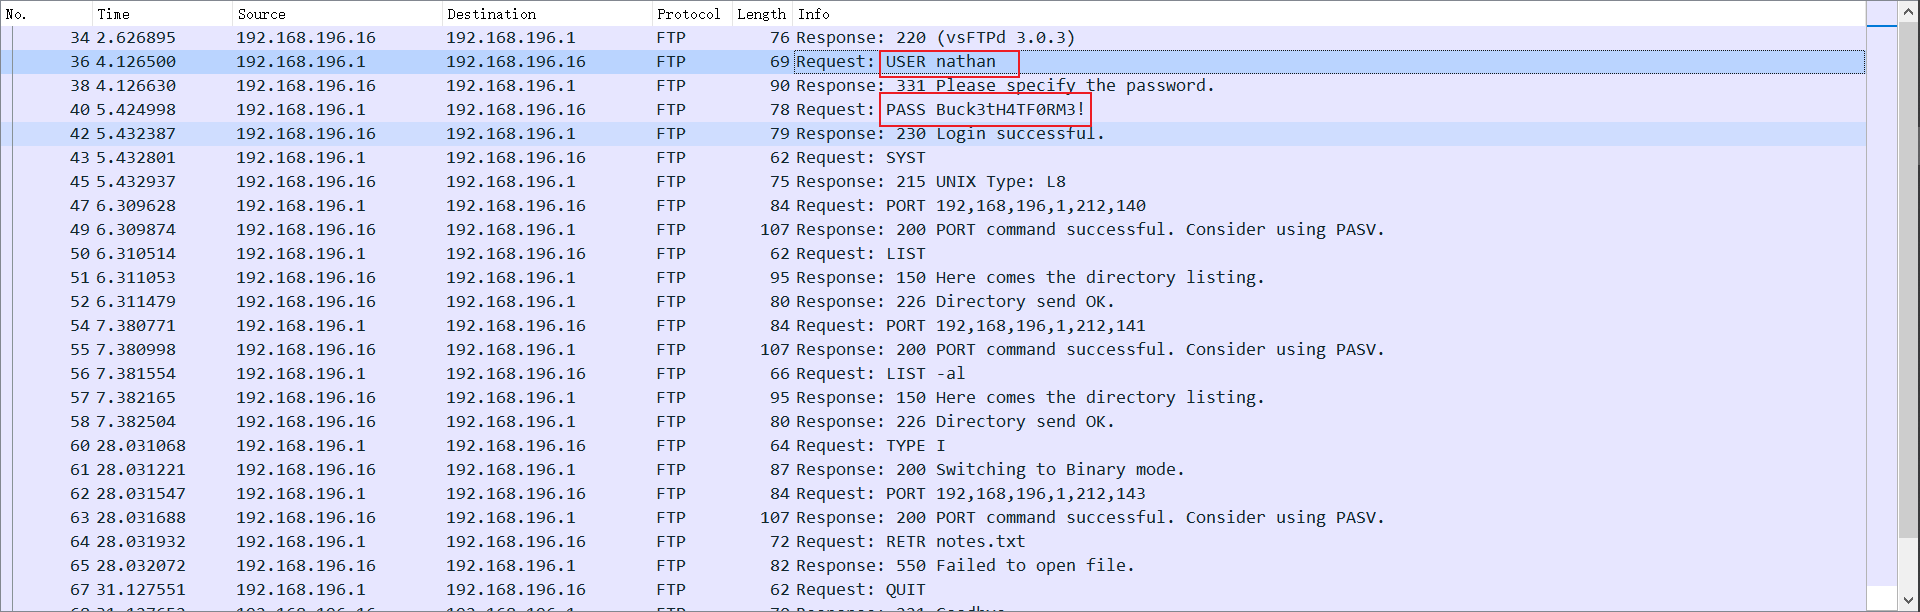 No. Time Source Destination Protocol Length Info
34 2.626895 192.168.196.16 192.168.196.1 FTP 76 Response: 220 (vsFTPd 3.0.3)
36 4.126500 192.168.196.1 192.168.196.16 FTP 69 Request: USER nathan
38 4.126630 192.168.196.16 192.168.196.1 FTP 90 Response: 331 Please specify the password.
40 5.424998 192.168.196.1 192.168.196.16 FTP 78 Request: PASS Buck3tH4TF0RM3!
42 5.432387 192.168.196.16 192.168.196.1 FTP 79 Response: 230 Login successful.
43 5.432801 192.168.196.1 192.168.196.16 FTP 62 Request: SYST
45 5.432937 192.168.196.16 192.168.196.1 FTP 75 Response: 215 UNIX Type: L8
47 6.309628 192.168.196.1 192.168.196.16 FTP 84 Request: PORT 192,168,196,1,212,140
49 6.309874 192.168.196.16 192.168.196.1 FTP 107 Response: 200 PORT command successful. Consider using PASV.
50 6.310514 192.168.196.1 192.168.196.16 FTP 62 Request: LIST
51 6.311053 192.168.196.16 192.168.196.1 FTP 95 Response: 150 Here comes the directory listing.
52 6.311479 192.168.196.16 192.168.196.1 FTP 80 Response: 226 Directory send OK.
54 7.380771 192.168.196.1 192.168.196.16 FTP 84 Request: PORT 192,168,196,1,212,141
55 7.380998 192.168.196.16 192.168.196.1 FTP 107 Response: 200 PORT command successful. Consider using PASV.
56 7.381554 192.168.196.1 192.168.196.16 FTP 66 Request: LIST -al
57 7.382165 192.168.196.16 192.168.196.1 FTP 95 Response: 150 Here comes the directory listing.
58 7.382504 192.168.196.16 192.168.196.1 FTP 80 Response: 226 Directory send OK.
60 28.031068 192.168.196.1 192.168.196.16 FTP 64 Request: TYPE I
61 28.031221 192.168.196.16 192.168.196.1 FTP 87 Response: 200 Switching to Binary mode.
62 28.031547 192.168.196.1 192.168.196.16 FTP 84 Request: PORT 192,168,196,1,212,143
63 28.031688 192.168.196.16 192.168.196.1 FTP 107 Response: 200 PORT command successful. Consider using PASV.
64 28.031932 192.168.196.1 192.168.196.16 FTP 72 Request: RETR notes.txt
65 28.032072 192.168.196.16 192.168.196.1 FTP 82 Response: 550 Failed to open file.
67 31.127551 192.168.196.1 192.168.196.16 FTP 62 Request: QUIT